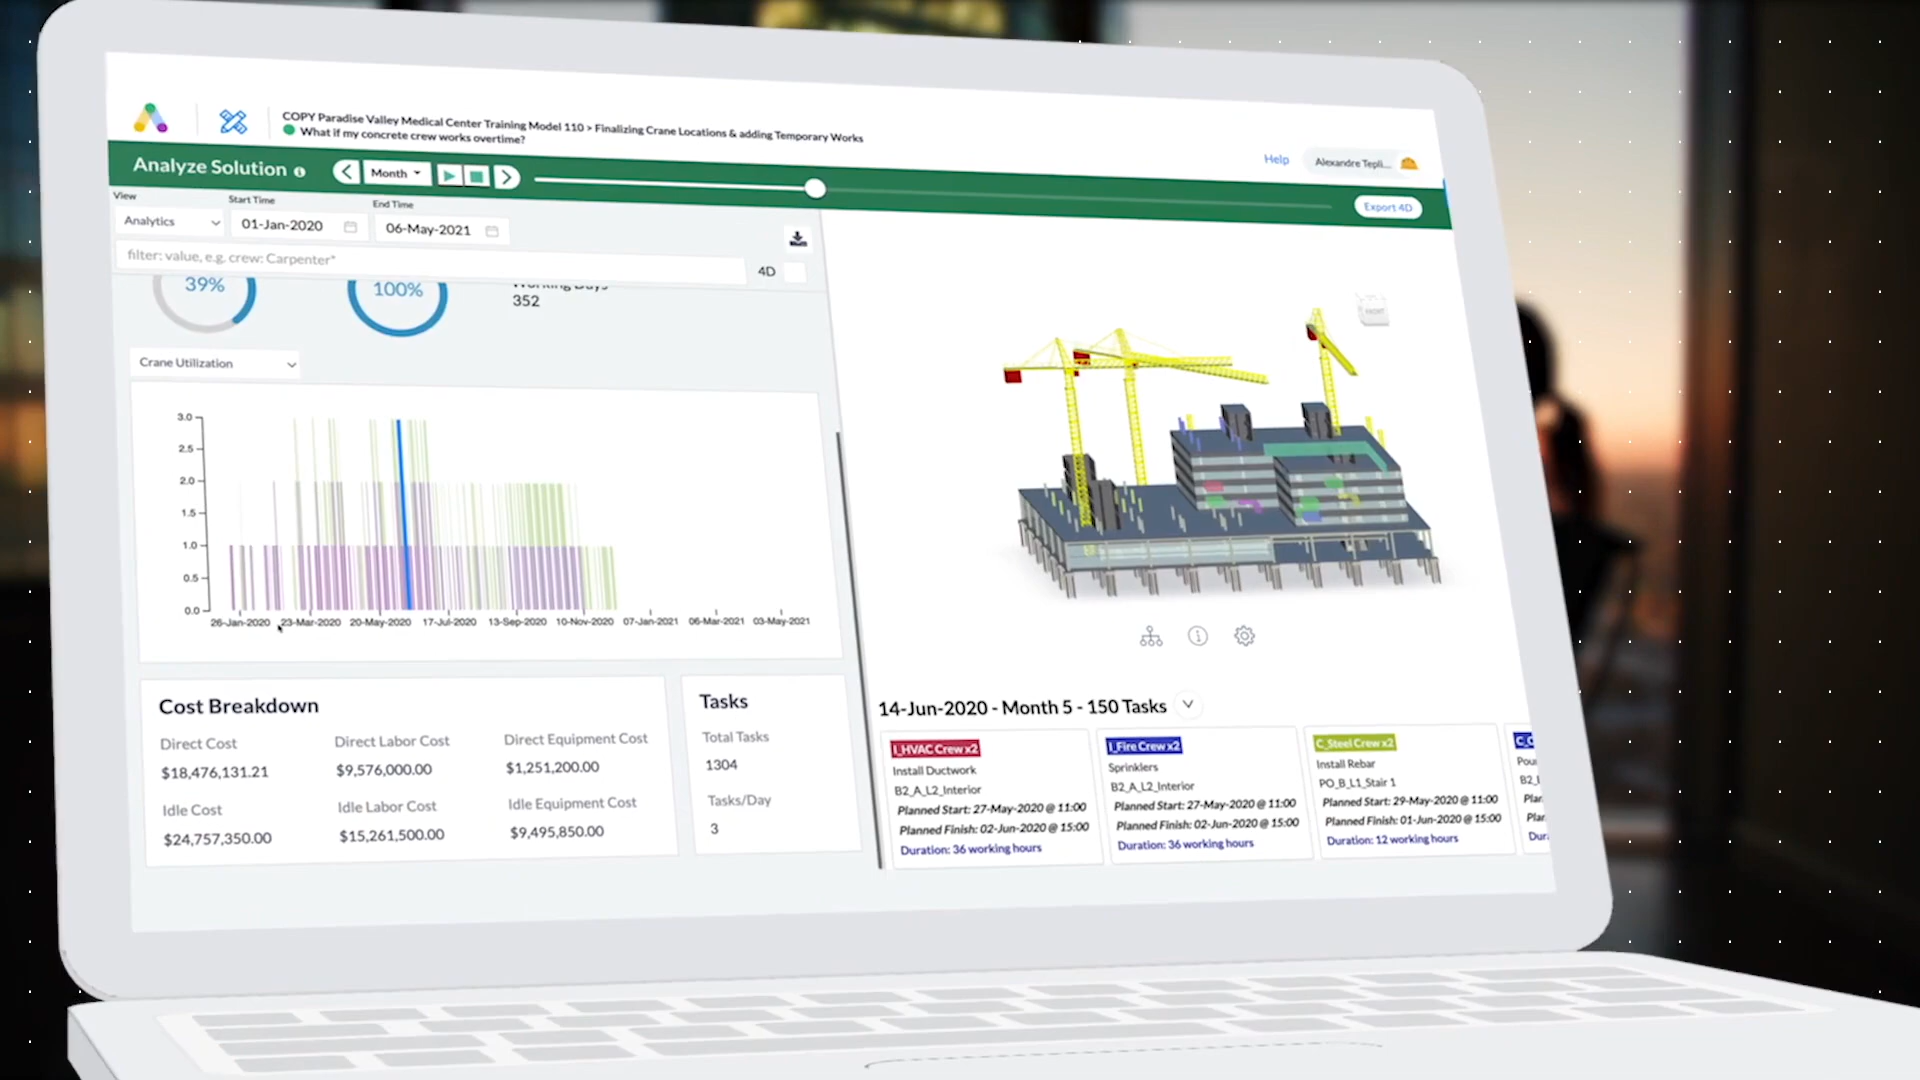 COPY Paradise Valley Medical Center Training Model 110 > Finalizing Crane Locations & adding Temporary Works
What if my concrete crew works overtime?
Help
Alexandre Tepli...
Analyze Solution
Month
Export 4D
View
Start Time
End Time
Analytics
01-Jan-2020
06-May-2021
filter: value, e.g. crew: Carpenter*
4D
39%
100%
Working Days
352
Crane Utilization
3.0
2.5
2.0
1.5
1.0
0.5
0.0
26-Jan-2020 23-Mar-2020 20-May-2020 17-Jul-2020 13-Sep-2020 10-Nov-2020 07-Jan-2021 06-Mar-2021 03-May-2021
FRONT
Cost Breakdown
Direct Cost
$18,476,131.21
Direct Labor Cost
$9,576,000.00
Direct Equipment Cost
$1,251,200.00
Idle Cost
$24,757,350.00
Idle Labor Cost
$15,261,500.00
Idle Equipment Cost
$9,495,850.00
Tasks
Total Tasks
1304
Tasks/Day
3
14-Jun-2020 - Month 5 - 150 Tasks
I_HVAC Crew x2
Install Ductwork
B2_A_L2_Interior
Planned Start: 27-May-2020 @ 11:00
Planned Finish: 02-Jun-2020 @ 15:00
Duration: 36 working hours
I_Fire Crew x2
Sprinklers
B2_A_L2_Interior
Planned Start: 27-May-2020 @ 11:00
Planned Finish: 02-Jun-2020 @ 15:00
Duration: 36 working hours
C_Steel Crew x2
Install Rebar
PO_B_L1_Stair 1
Planned Start: 29-May-2020 @ 11:00
Planned Finish: 01-Jun-2020 @ 15:00
Duration: 12 working hours